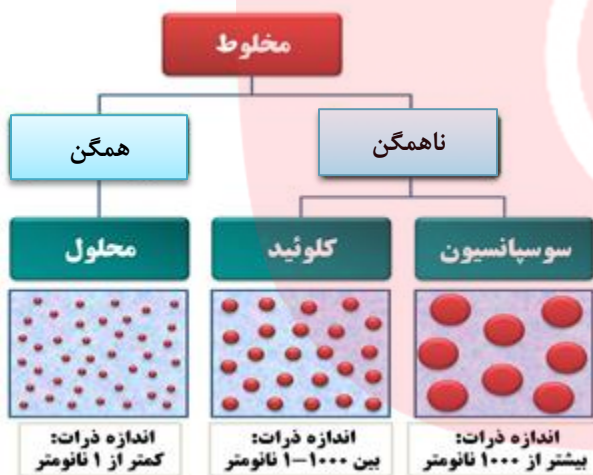 مخلوط
ناهمگن
همگن
سوسپانسیون
کلوئید
محلول
اندازه ذرات:
بیشتر از ۱۰۰۰ نانومتر
اندازه ذرات:
بین ۱۰۰۰–۱ نانومتر
اندازه ذرات:
کمتر از ۱ نانومتر